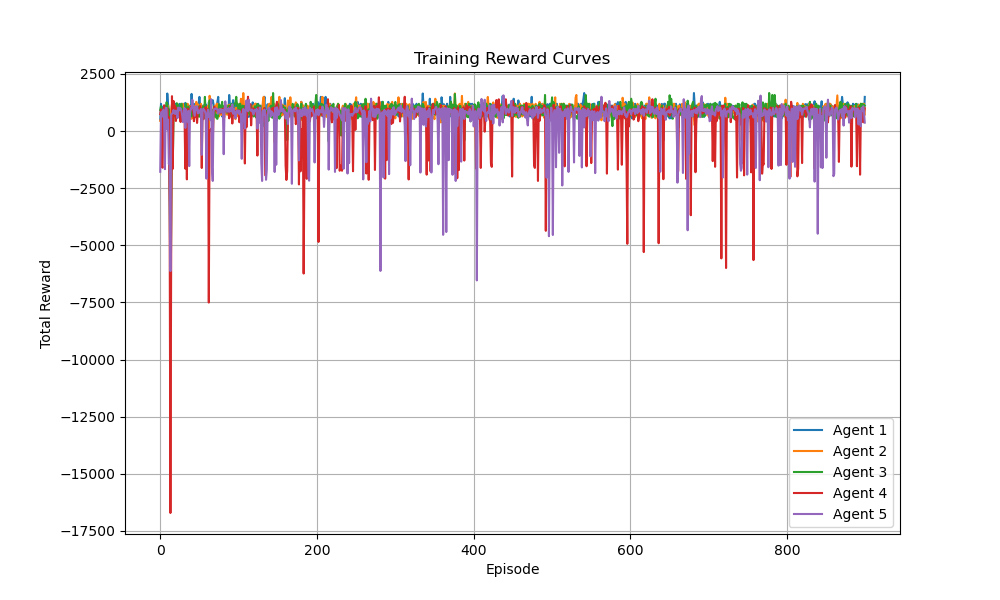 Training Reward Curves
2500
0
−2500
−5000
−7500
−10000
−12500
−15000
−17500
Total Reward
0 200 400 600 800
Episode
Agent 1
Agent 2
Agent 3
Agent 4
Agent 5